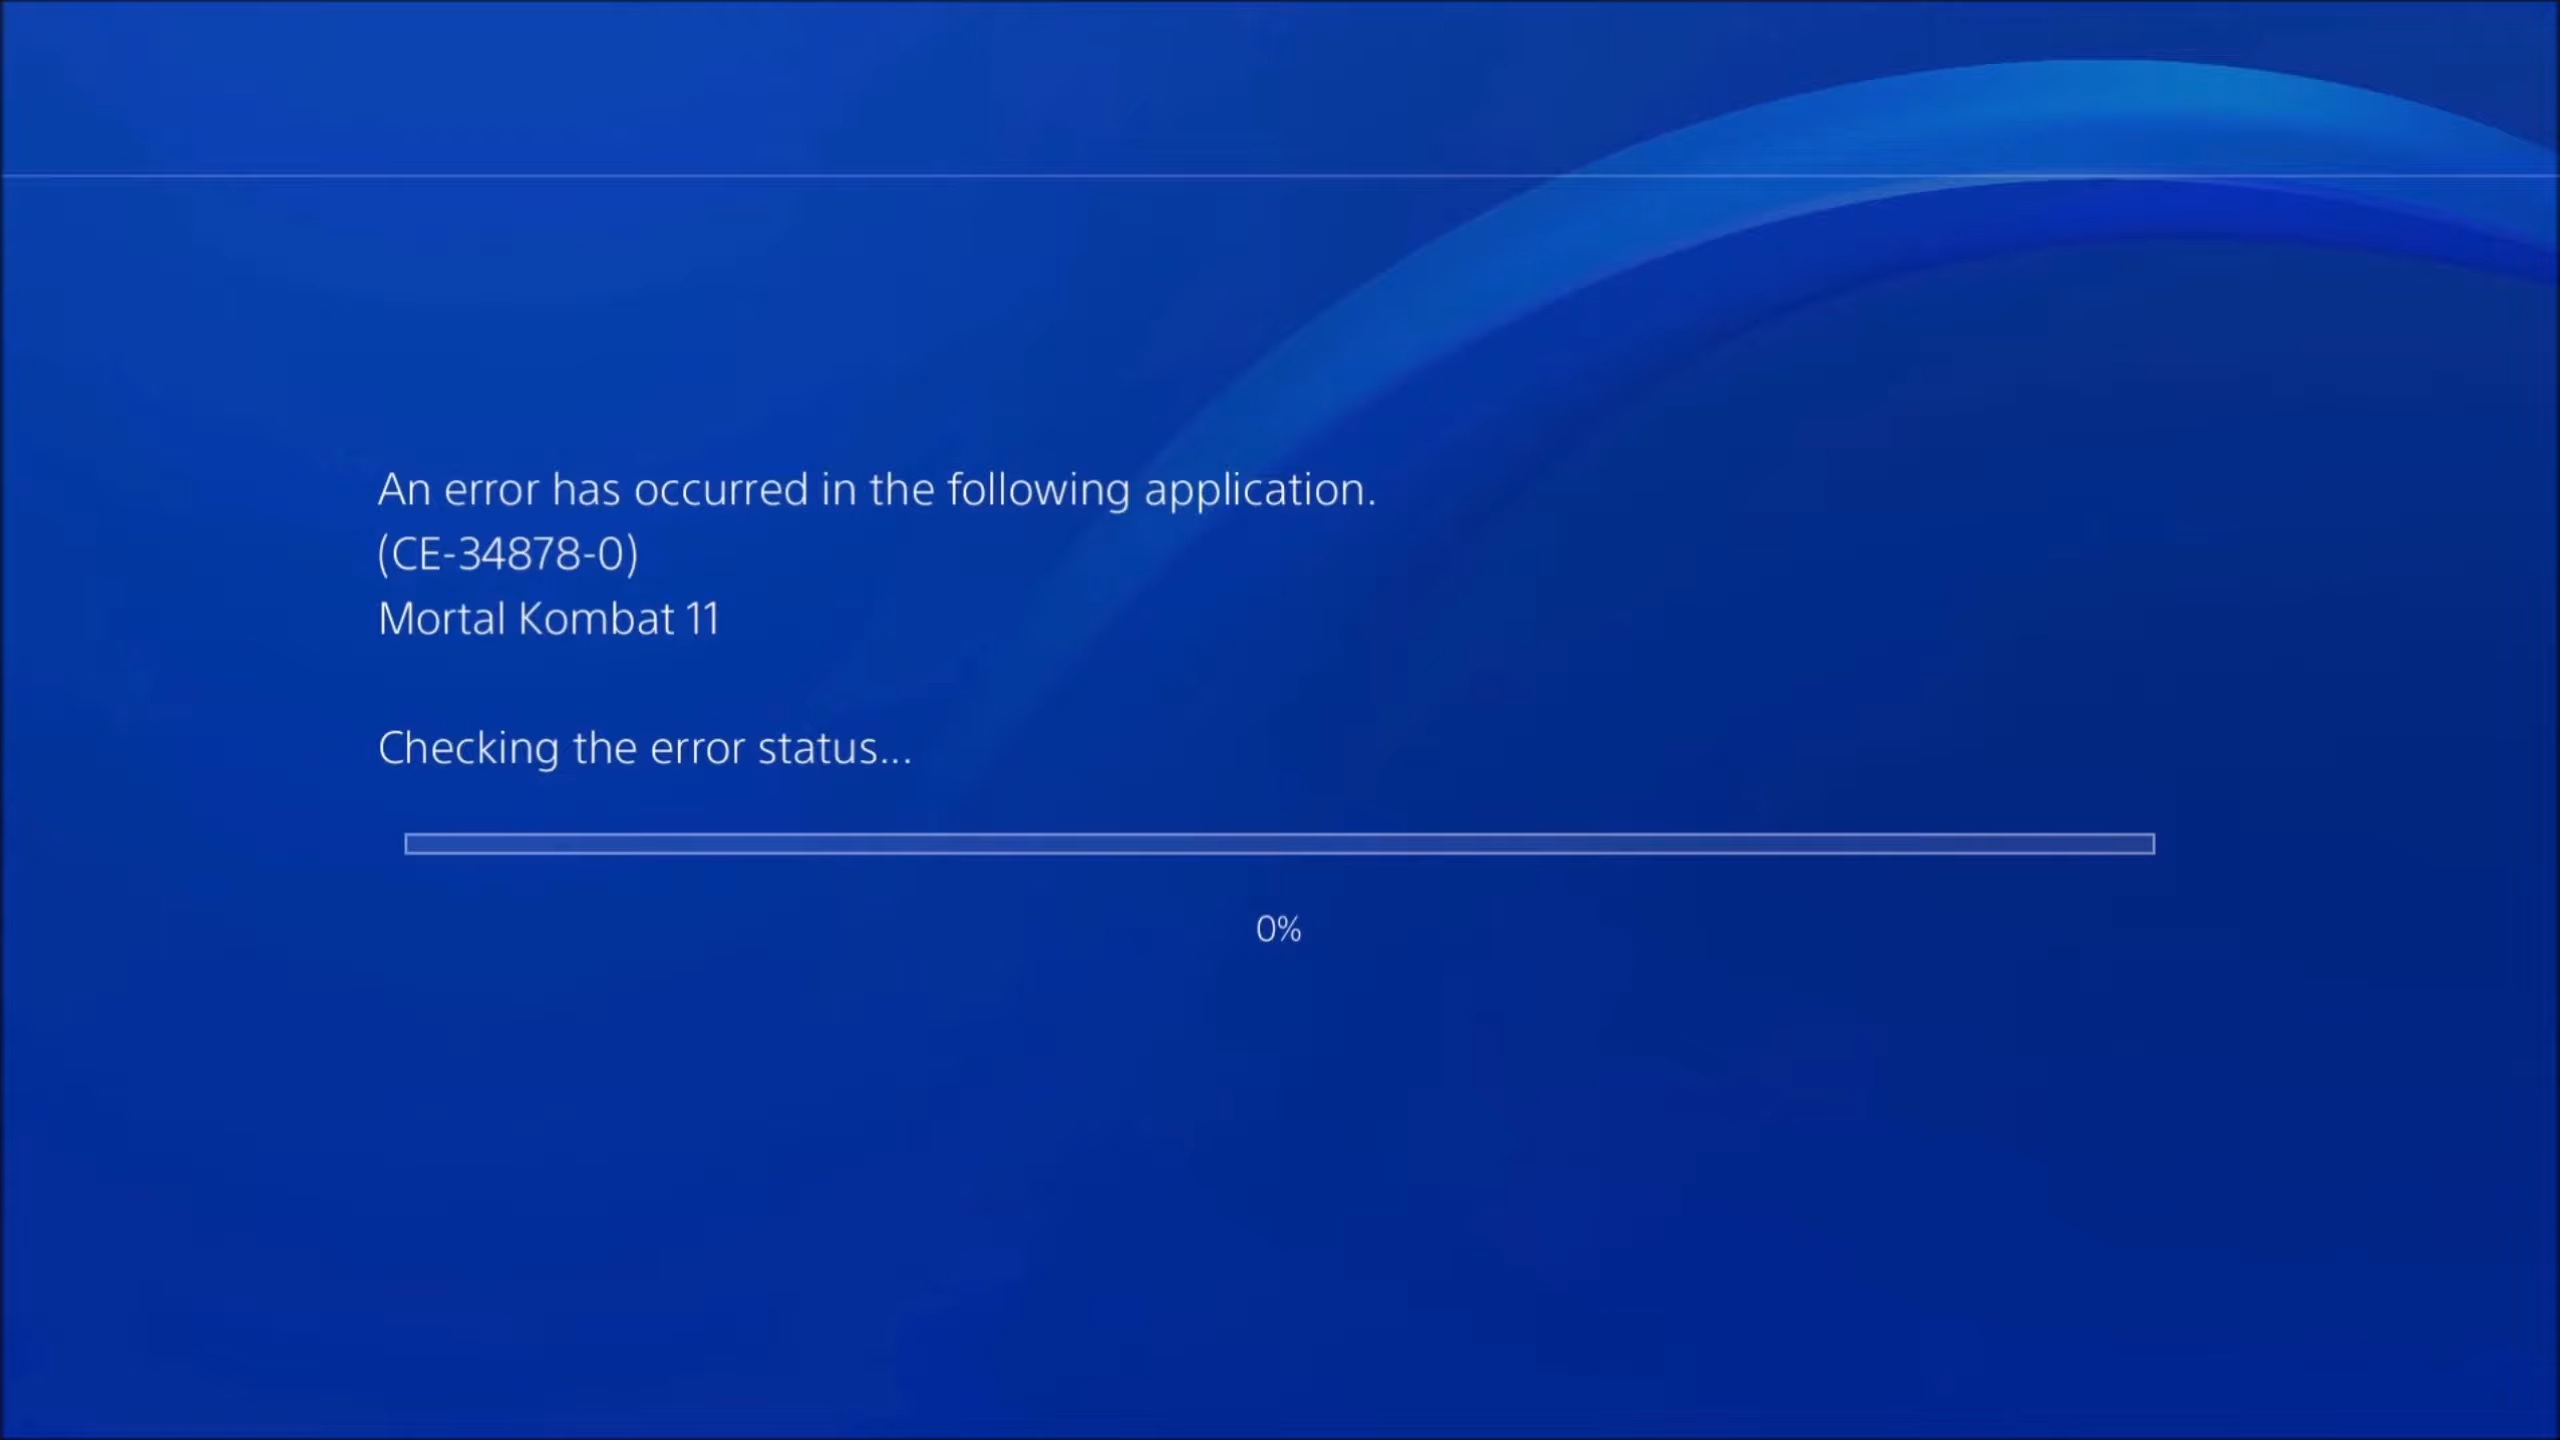 An error has occurred in the following application.
(CE-34878-0)
Mortal Kombat 11
Checking the error status...
0%